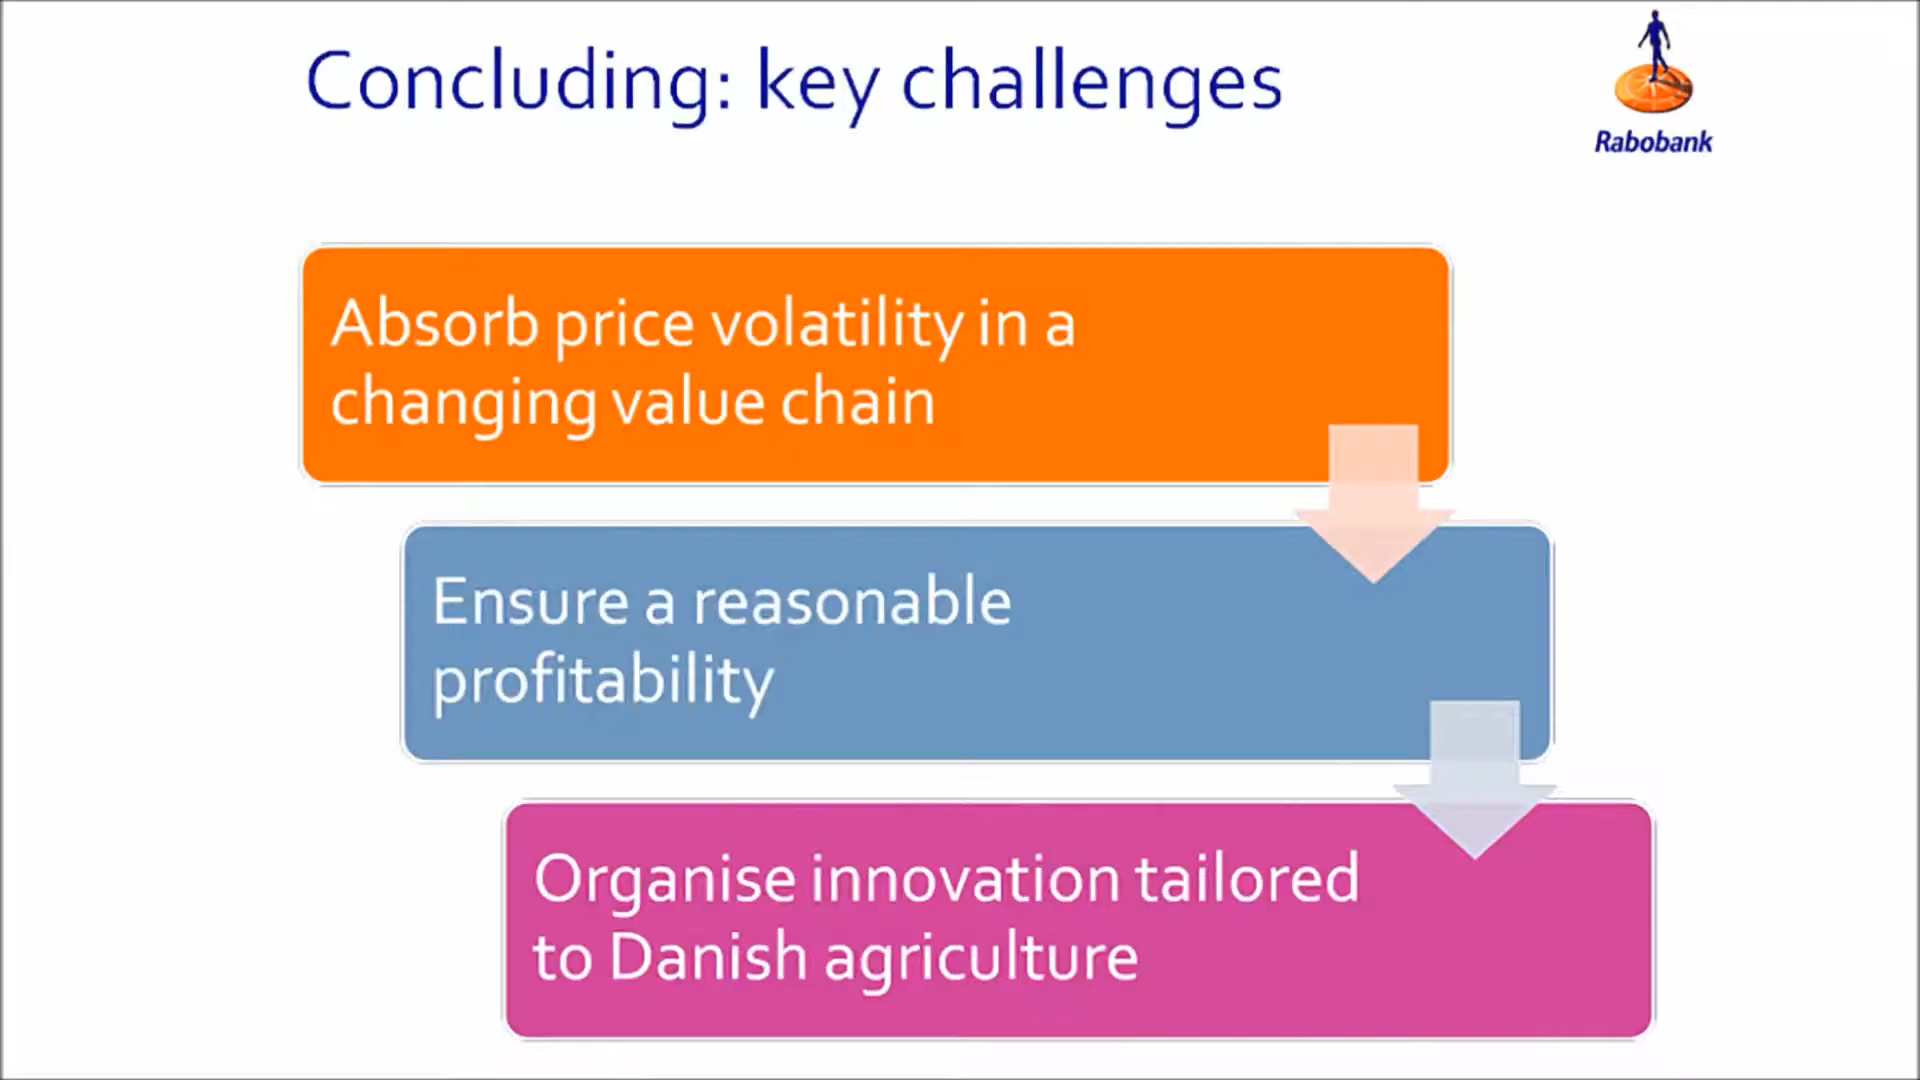 Concluding: key challenges
Rabobank
Absorb price volatility in a
changing value chain
Ensure a reasonable
profitability
Organise innovation tailored
to Danish agriculture